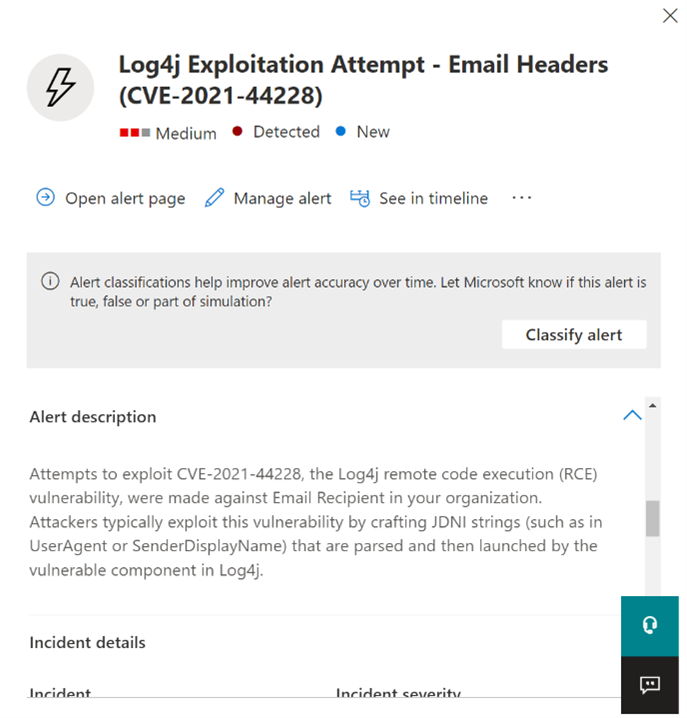 Log4j Exploitation Attempt - Email Headers
(CVE-2021-44228)
Medium Detected New
Open alert page Manage alert See in timeline ...
Alert classifications help improve alert accuracy over time. Let Microsoft know if this alert is
true, false or part of simulation?
Classify alert
Alert description
Attempts to exploit CVE-2021-44228, the Log4j remote code execution (RCE)
vulnerability, were made against Email Recipient in your organization.
Attackers typically exploit this vulnerability by crafting JDNI strings (such as in
UserAgent or SenderDisplayName) that are parsed and then launched by the
vulnerable component in Log4j.
Incident details
Incident Incident severity